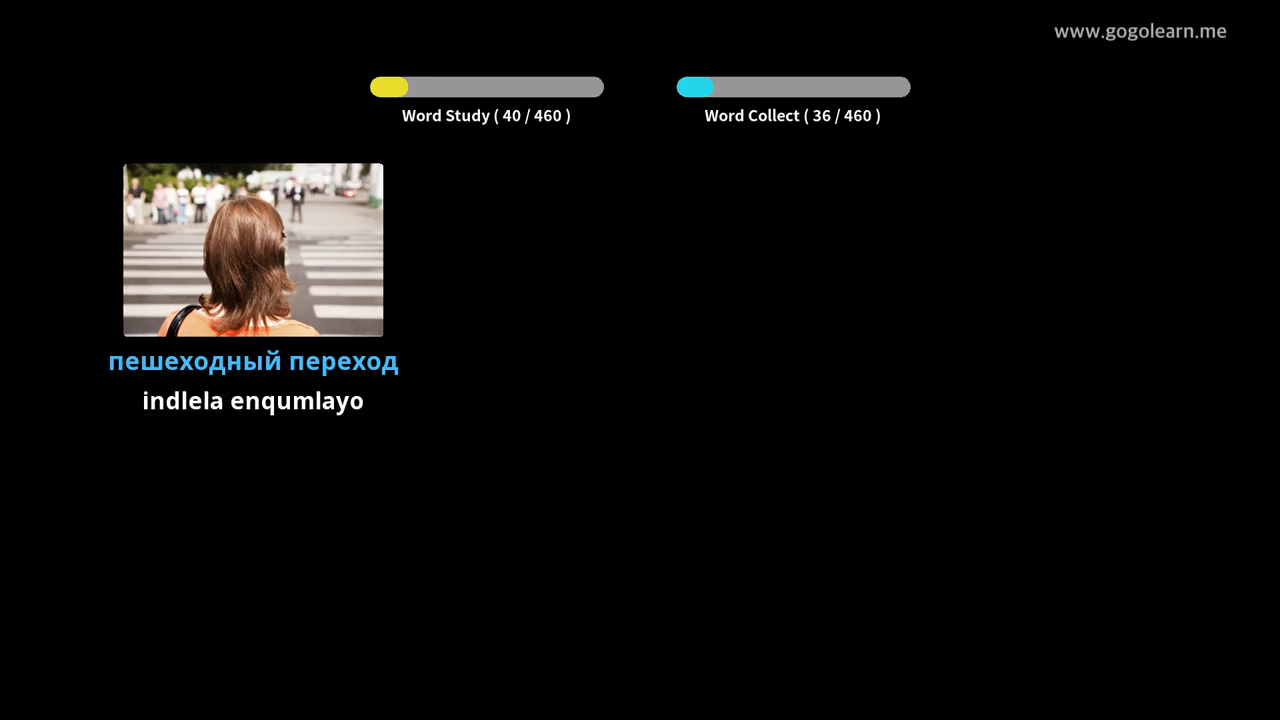 www.gogolearn.me
Word Study ( 40 / 460 )
Word Collect ( 36 / 460 )
пешеходный переход
indlela enqumlayo